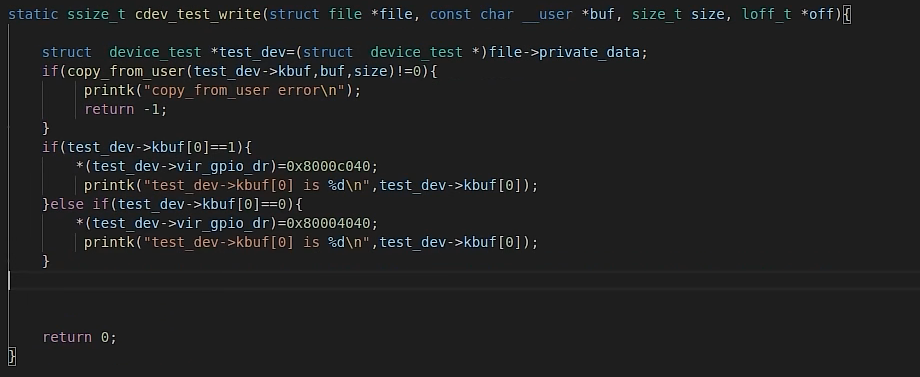 static ssize_t cdev_test_write(struct file *file, const char __user *buf, size_t size, loff_t *off){
struct  device_test *test_dev=(struct  device_test *)file->private_data;
if(copy_from_user(test_dev->kbuf,buf,size)!=0){
printk("copy_from_user error\n");
return -1;
}
if(test_dev->kbuf[0]==1){
*(test_dev->vir_gpio_dr)=0x8000c040;
printk("test_dev->kbuf[0] is %d\n",test_dev->kbuf[0]);
}else if(test_dev->kbuf[0]==0){
*(test_dev->vir_gpio_dr)=0x80004040;
printk("test_dev->kbuf[0] is %d\n",test_dev->kbuf[0]);
}
return 0;
}